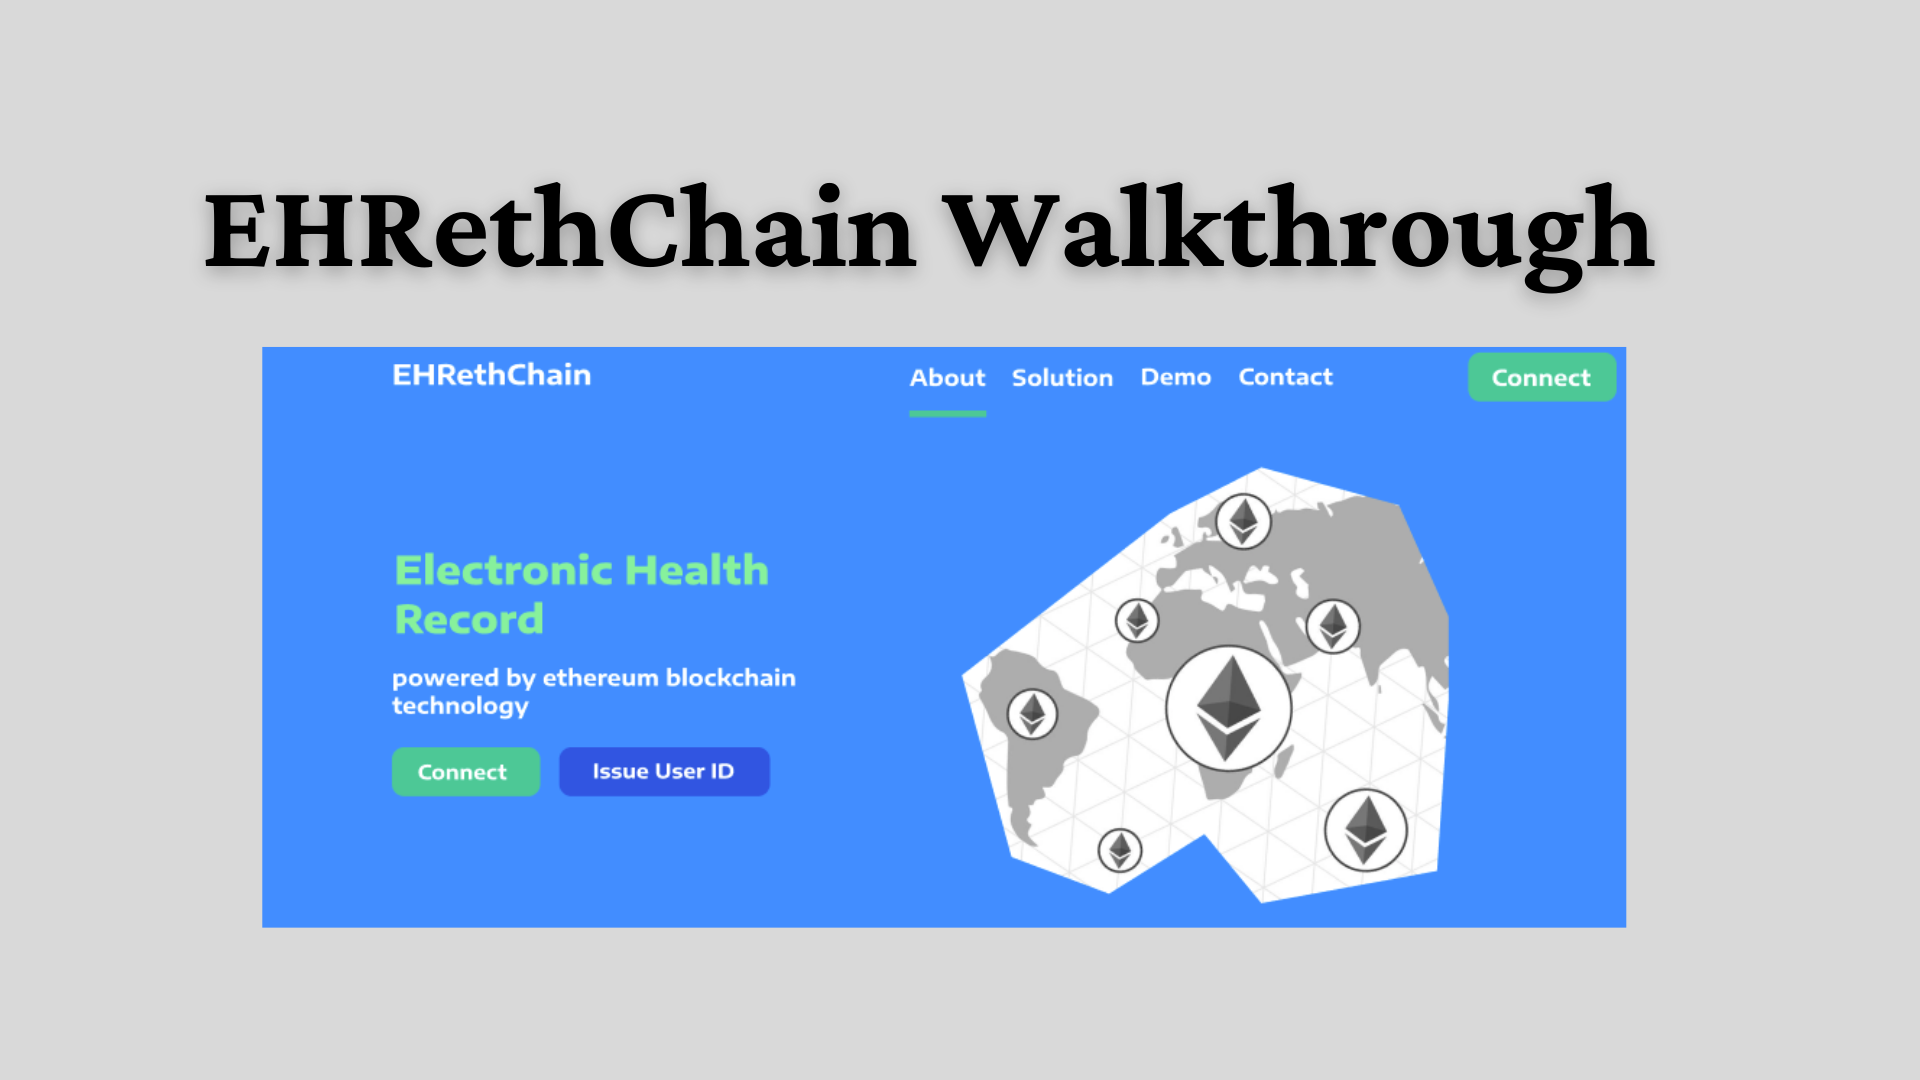 EHRethChain Walkthrough
EHRethChain
About Solution Demo Contact
Connect
Electronic Health
Record
powered by ethereum blockchain
technology
Connect
Issue User ID